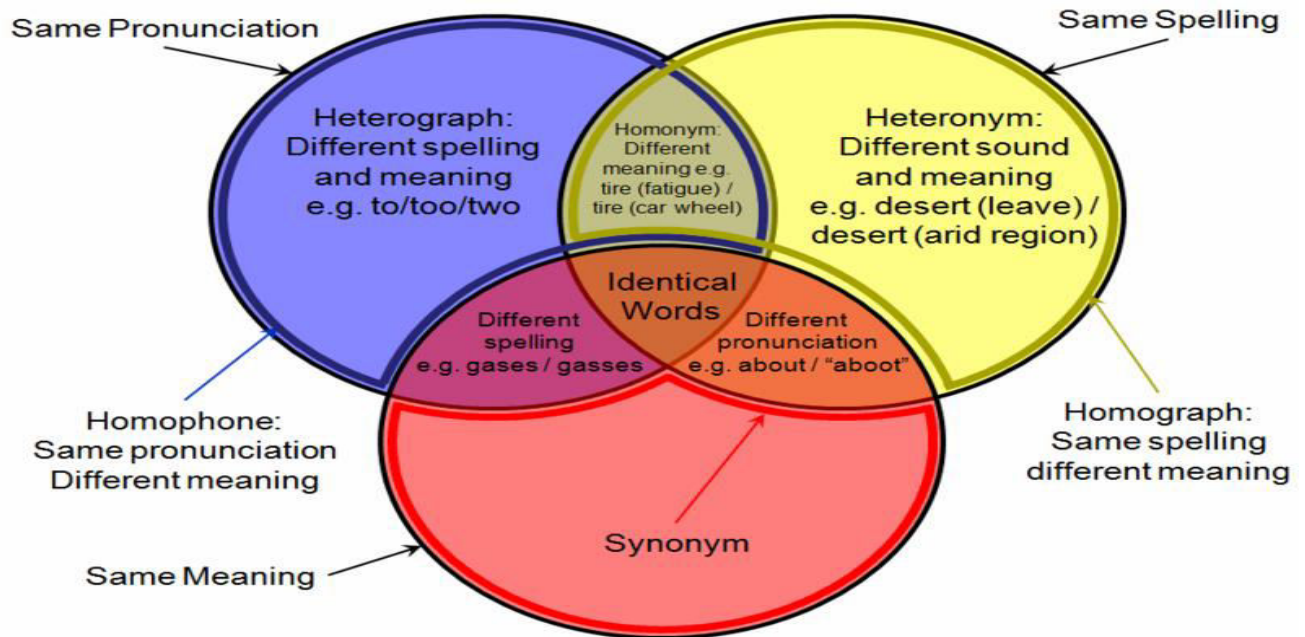 Same Pronunciation
Same Spelling
Heterograph:
Different spelling
and meaning
e.g. to/too/two
Homonym:
Different
meaning e.g.
tire (fatigue) /
tire (car wheel)
Heteronym:
Different sound
and meaning
e.g. desert (leave) /
desert (arid region)
Identical
Words
Different
spelling
e.g. gases / gasses
Different
pronunciation
e.g. about / “aboot”
Homophone:
Same pronunciation
Different meaning
Homograph:
Same spelling
different meaning
Synonym
Same Meaning